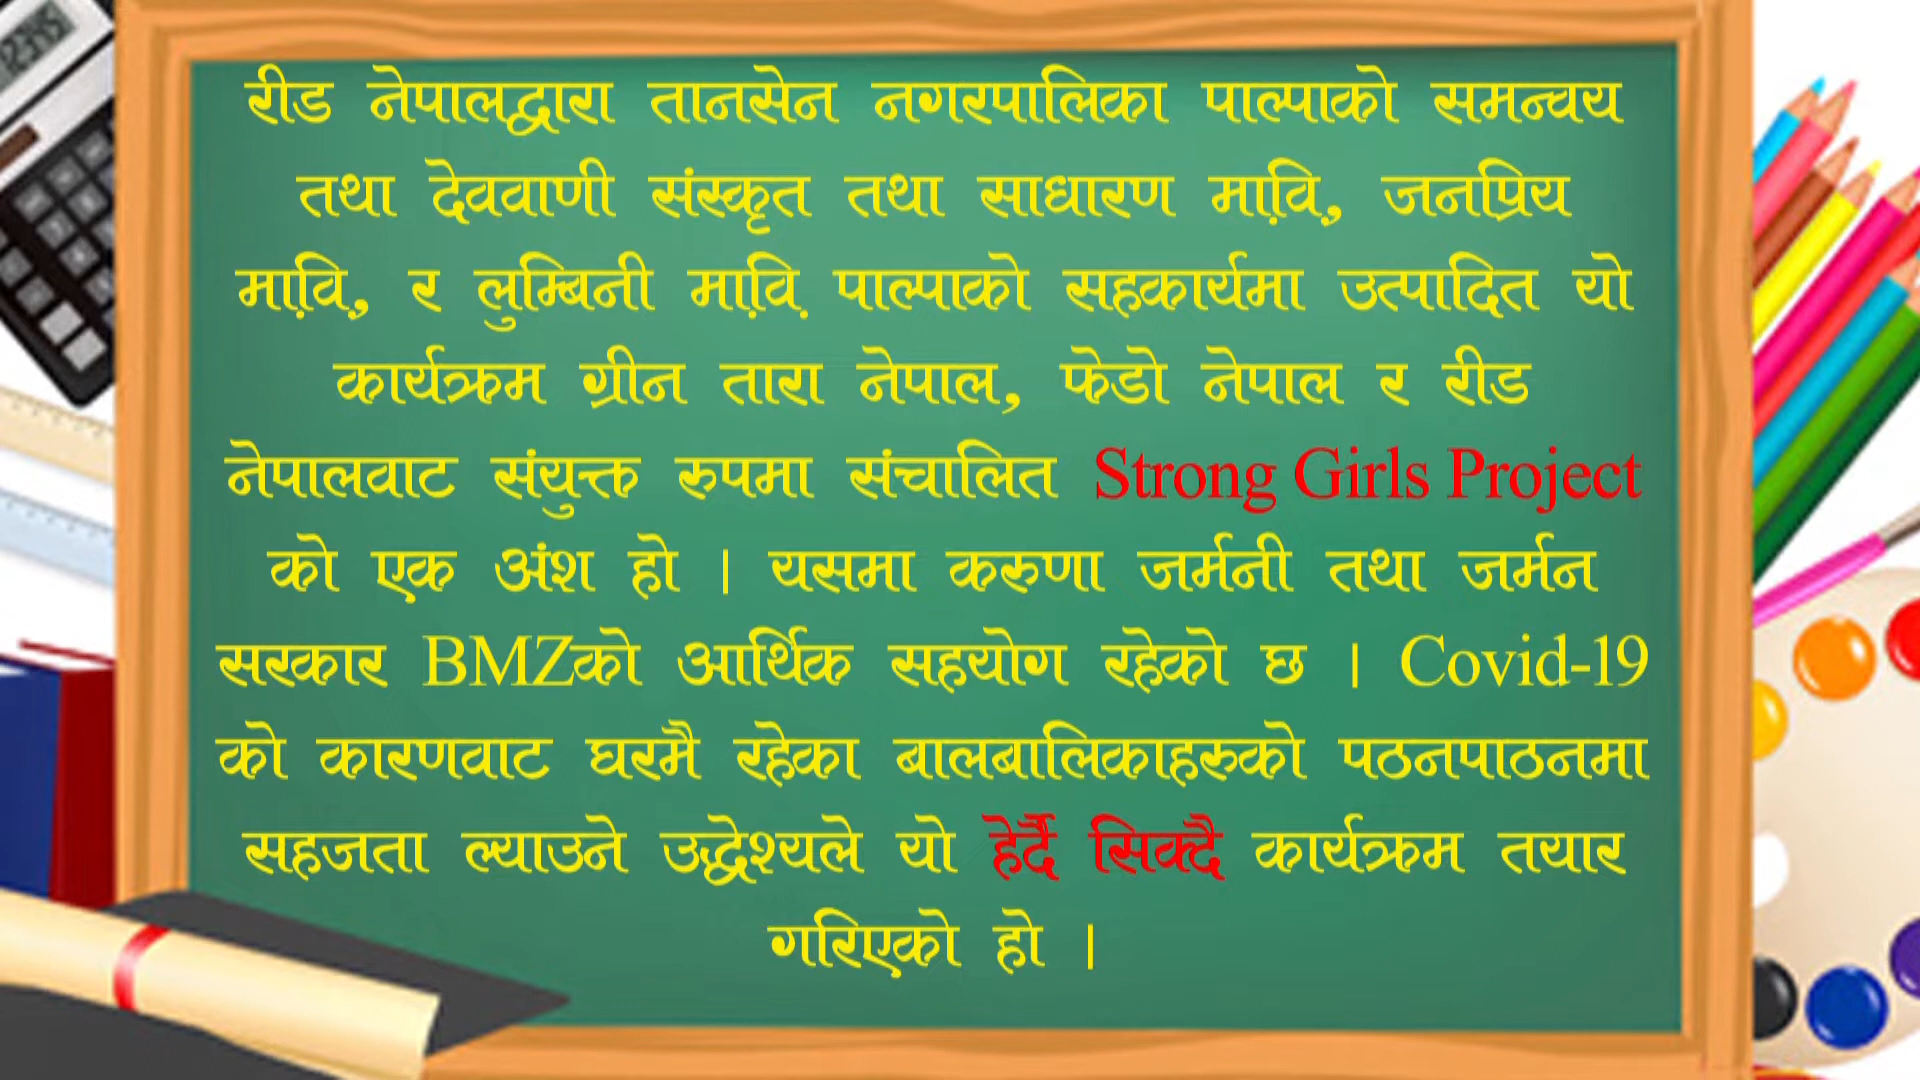 रीड नेपालद्वारा तानसेन नगरपालिका पाल्पाको समन्वय
तथा देववाणी संस्कृत तथा साधारण मा.वि., जनप्रिय
मा.वि., र लुम्बिनी मा.वि. पाल्पाको सहकार्यमा उत्पादित यो
कार्यक्रम ग्रीन तारा नेपाल, फेडो नेपाल र रीड
नेपालवाट संयुक्त रुपमा संचालित Strong Girls Project
को एक अंश हो । यसमा करुणा जर्मनी तथा जर्मन
सरकार BMZको आर्थिक सहयोग रहेको छ । Covid-19
को कारणवाट घरमै रहेका बालबालिकाहरुको पठनपाठनमा
सहजता ल्याउने उद्धेश्यले यो हेर्दै सिक्दै कार्यक्रम तयार
गरिएको हो ।